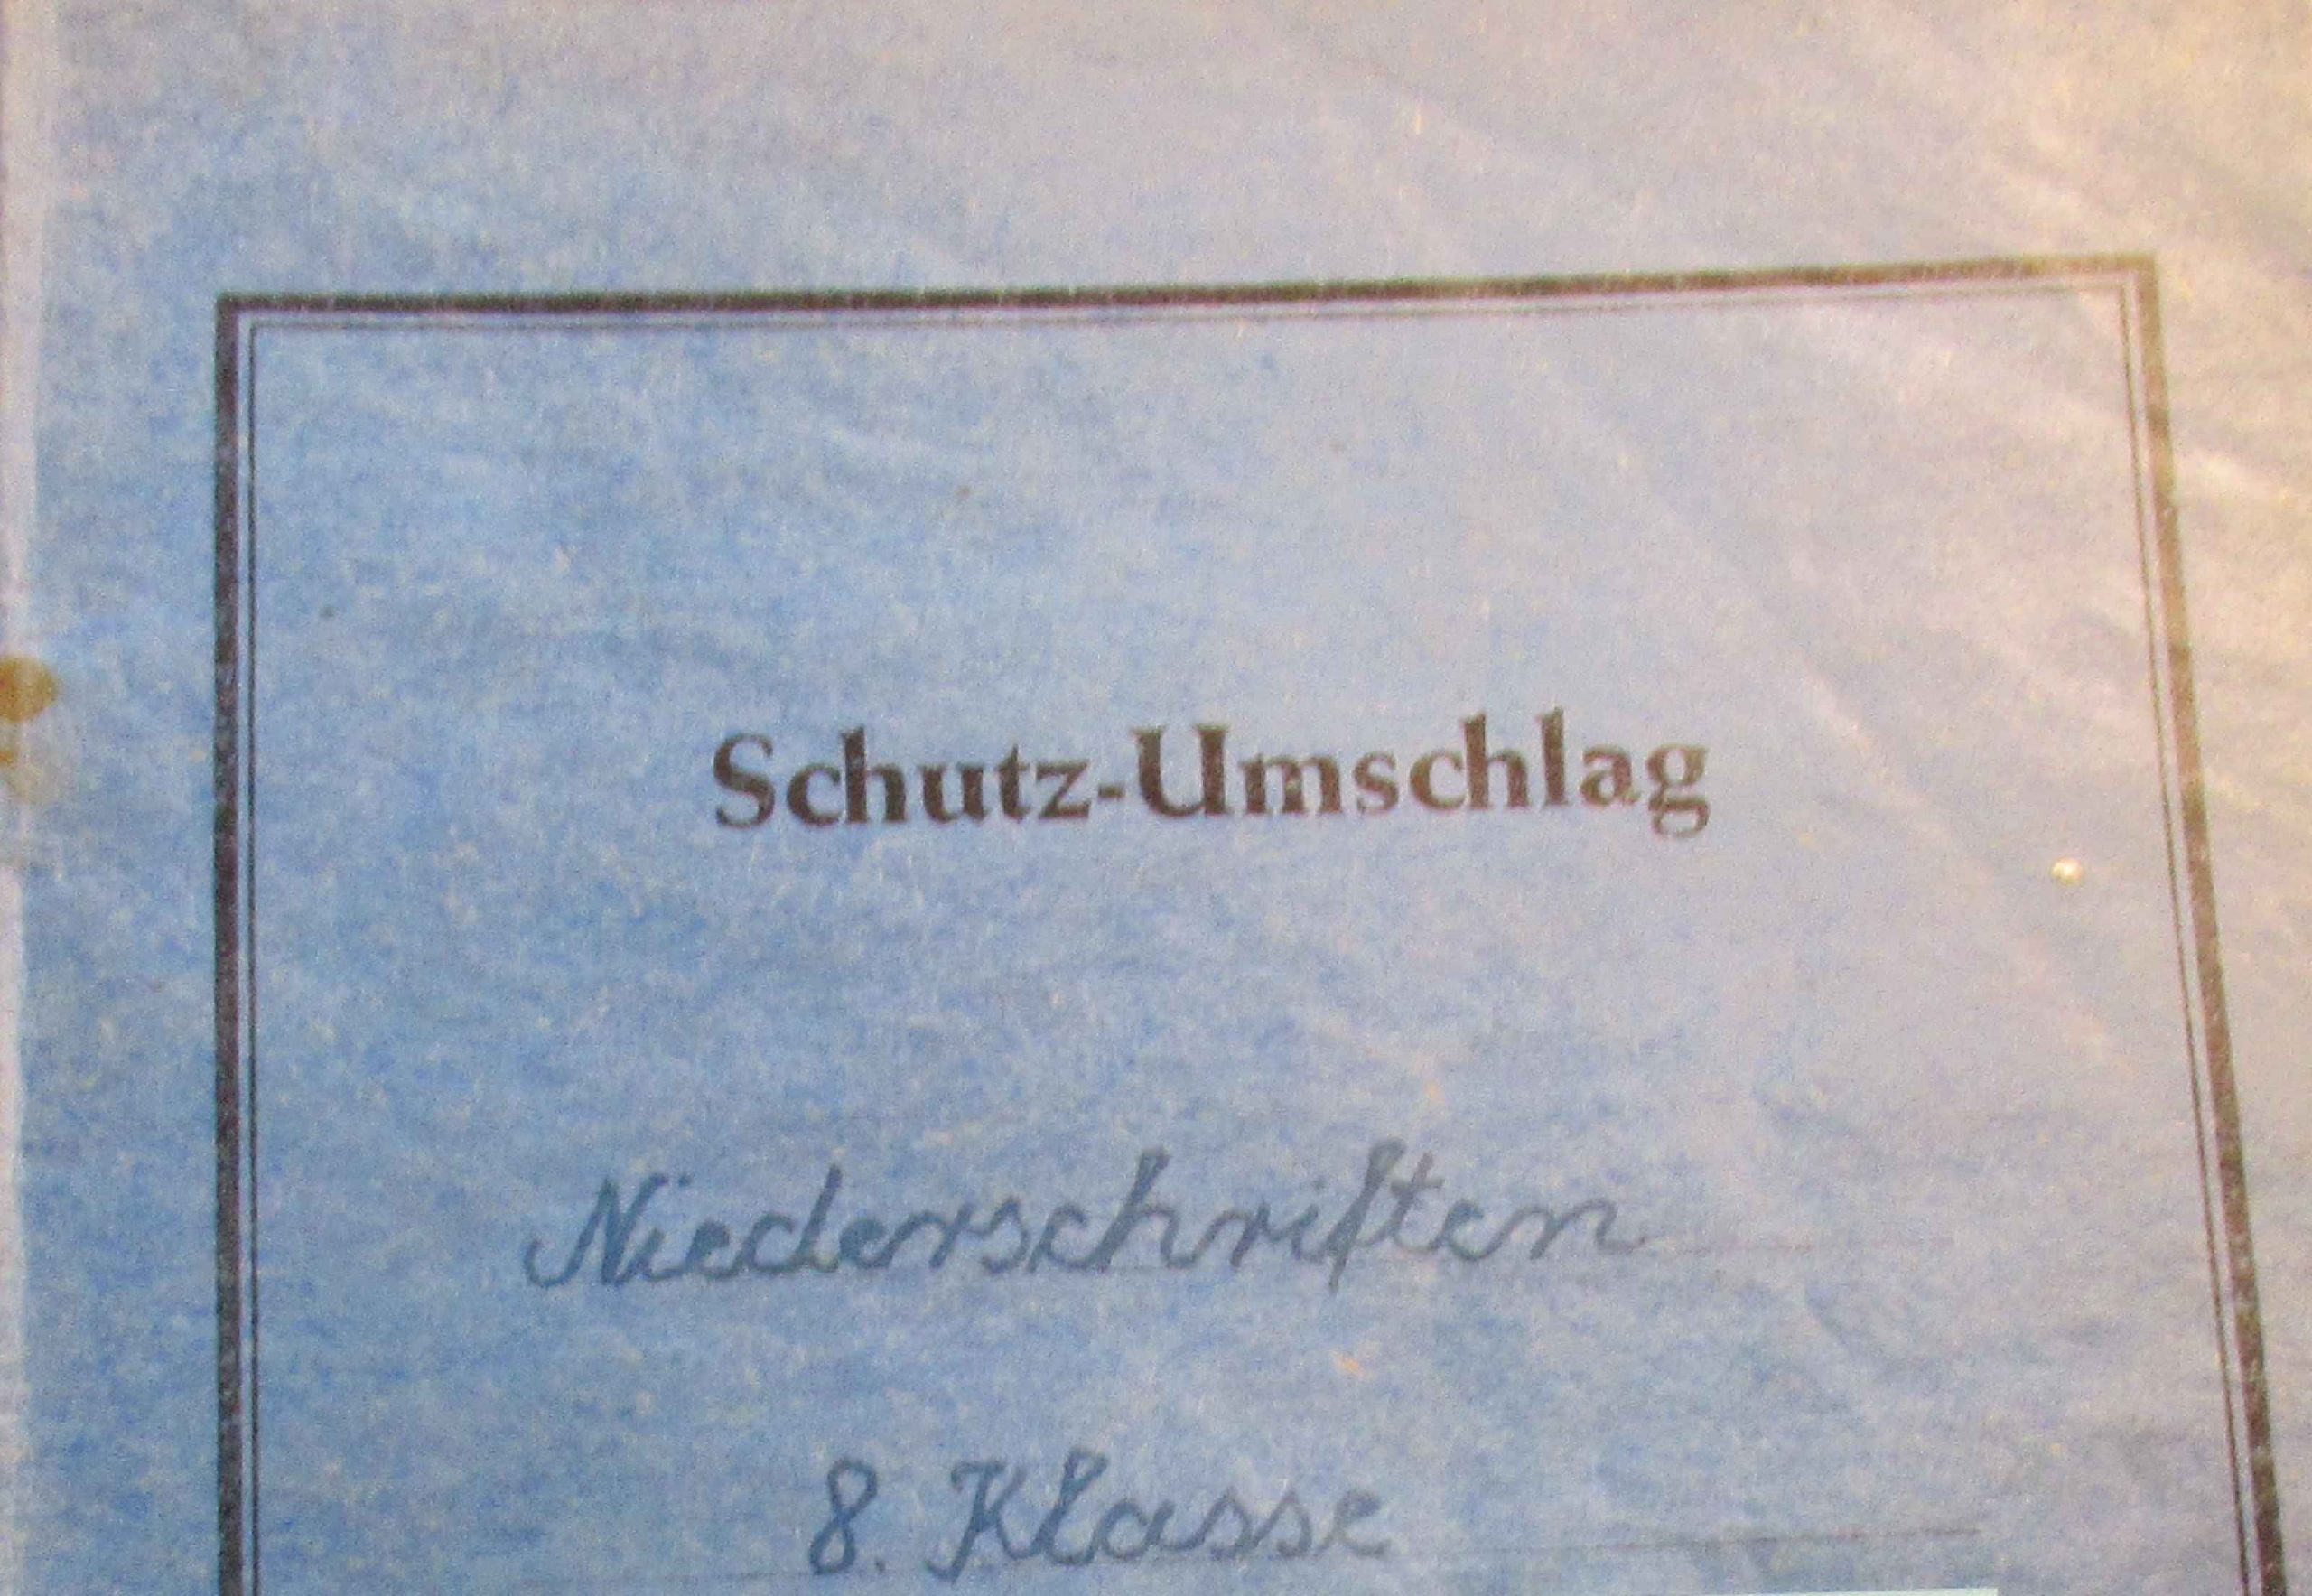 Schutz-Umschlag
Niederschriften
8. Klasse